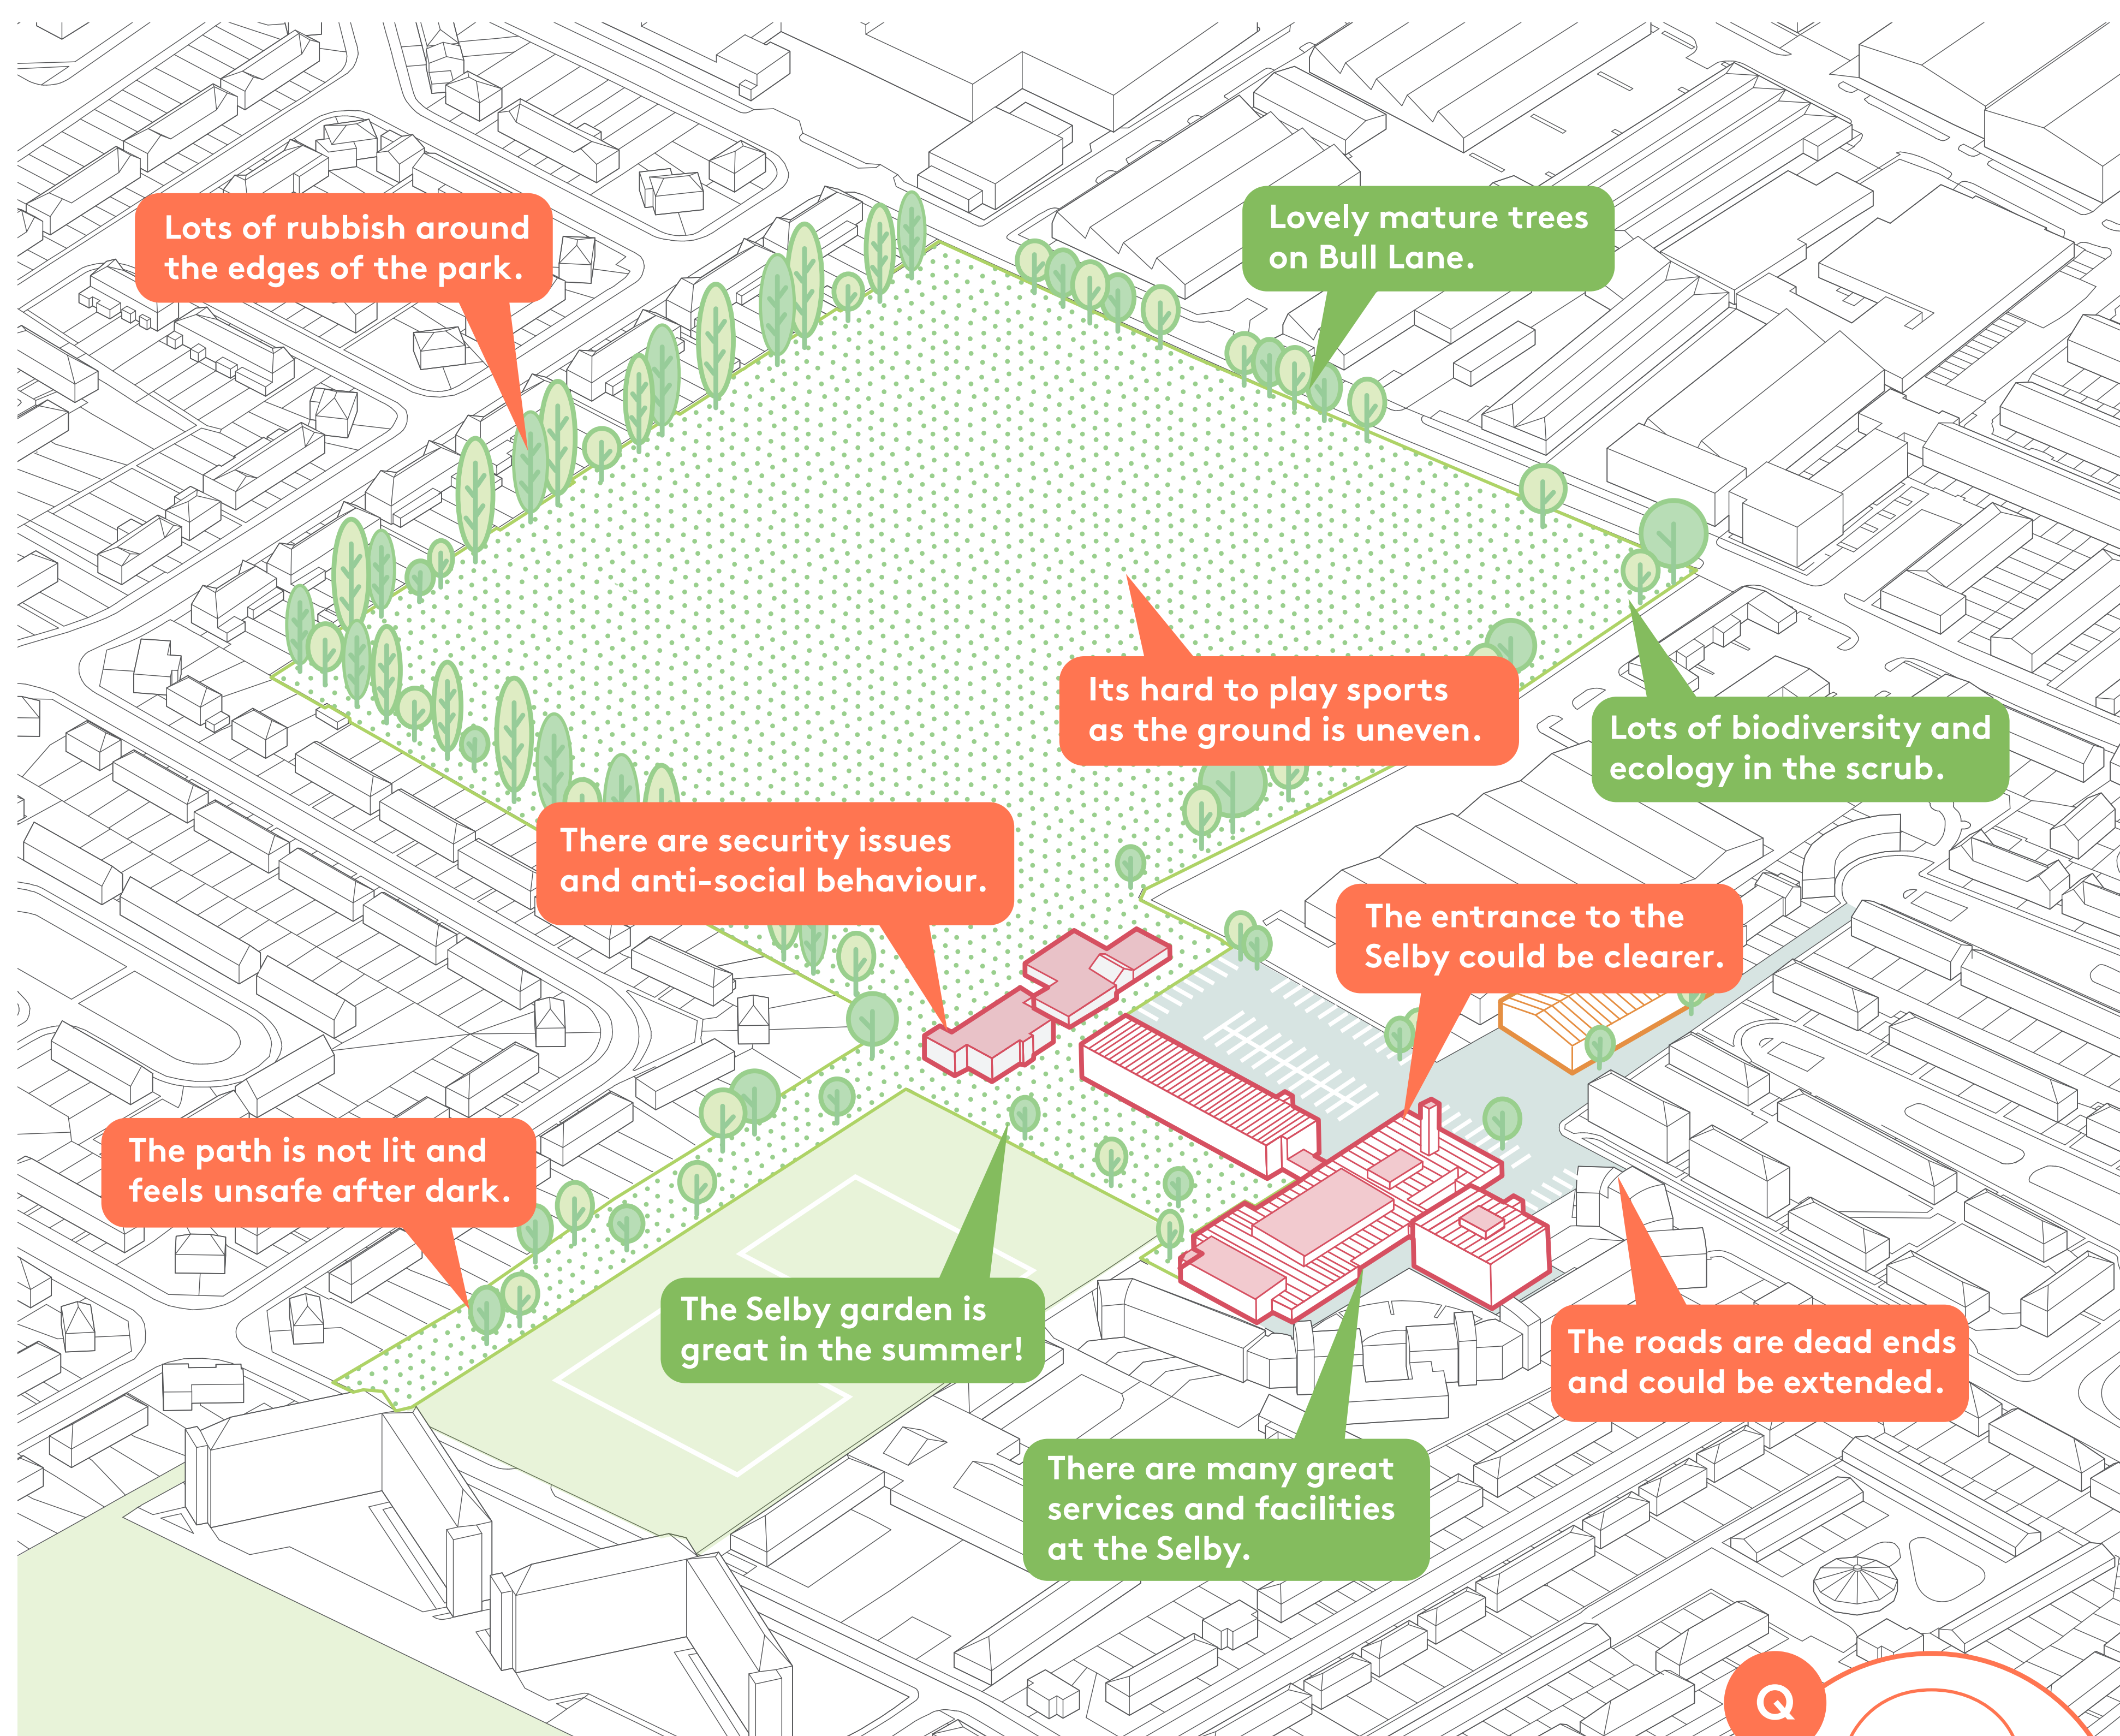 Lots of rubbish around
the edges of the park.
Lovely mature trees
on Bull Lane.
Its hard to play sports
as the ground is uneven.
Lots of biodiversity and
ecology in the scrub.
There are security issues
and anti-social behaviour.
The entrance to the
Selby could be clearer.
The path is not lit and
feels unsafe after dark.
The Selby garden is
great in the summer!
The roads are dead ends
and could be extended.
There are many great
services and facilities
at the Selby.
Q